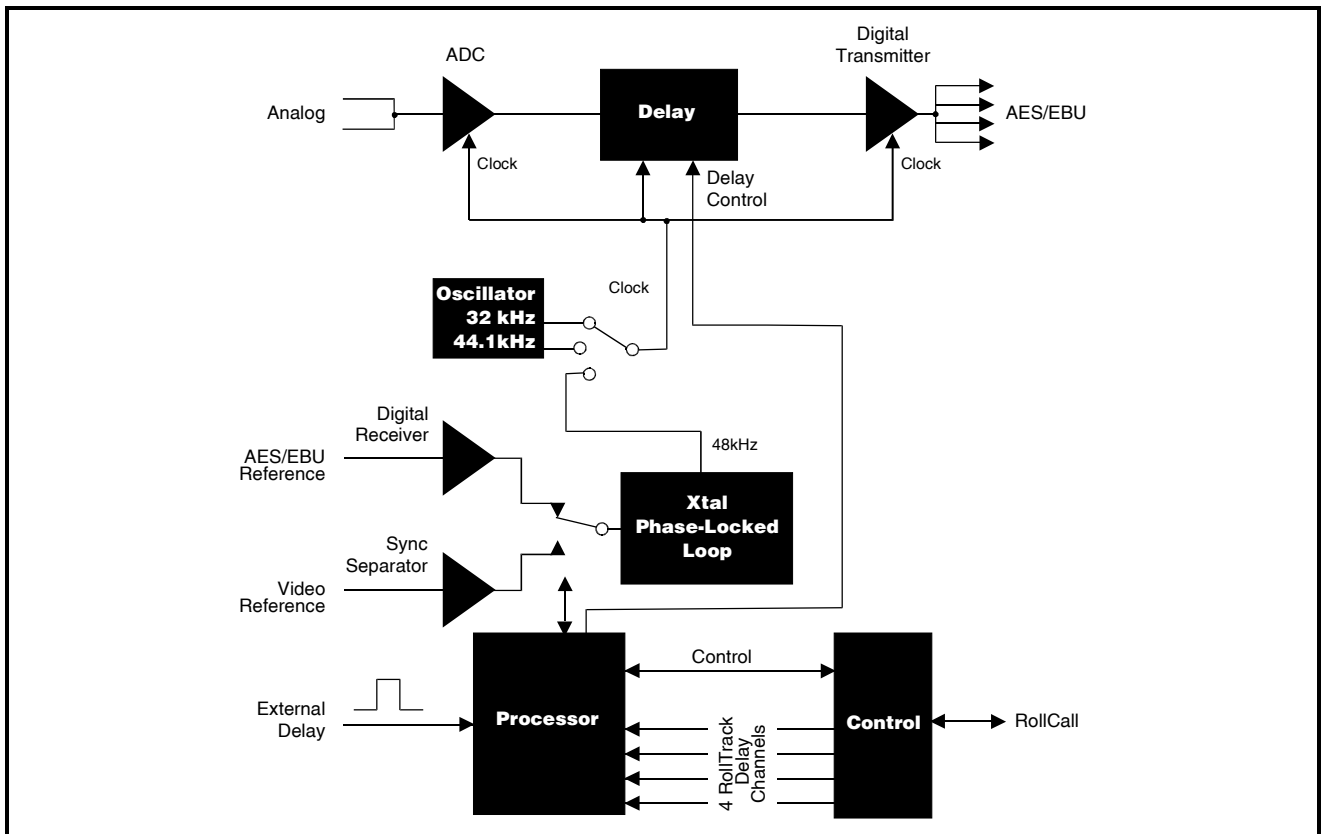 ADC
Digital
Transmitter
Analog
Delay
AES/EBU
Clock
Delay
Control
Clock
Oscillator
32 kHz
44.1kHz
Clock
Digital
Receiver
AES/EBU
Reference
48kHz
Xtal
Phase-Locked
Loop
Sync
Separator
Video
Reference
Control
External
Delay
Processor
4 RollTrack
Delay
Channels
Control
RollCall